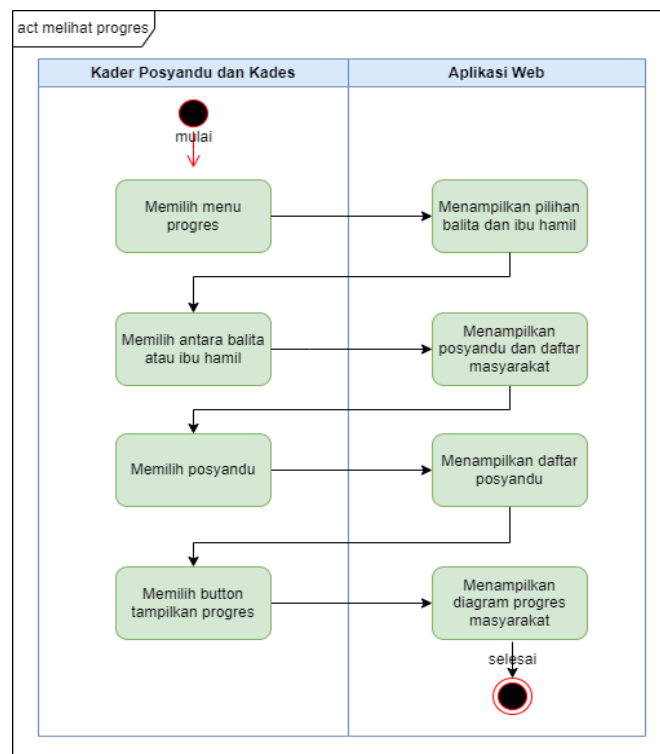 act melihat progres
Kader Posyandu dan Kades
Aplikasi Web
mulai
Memilih menu
progres
Menampilkan pilihan
balita dan ibu hamil
Memilih antara balita
atau ibu hamil
Menampilkan
posyandu dan daftar
masyarakat
Memilih posyandu
Menampilkan daftar
posyandu
Memilih button
tampilkan progres
Menampilkan
diagram progres
masyarakat
selesai